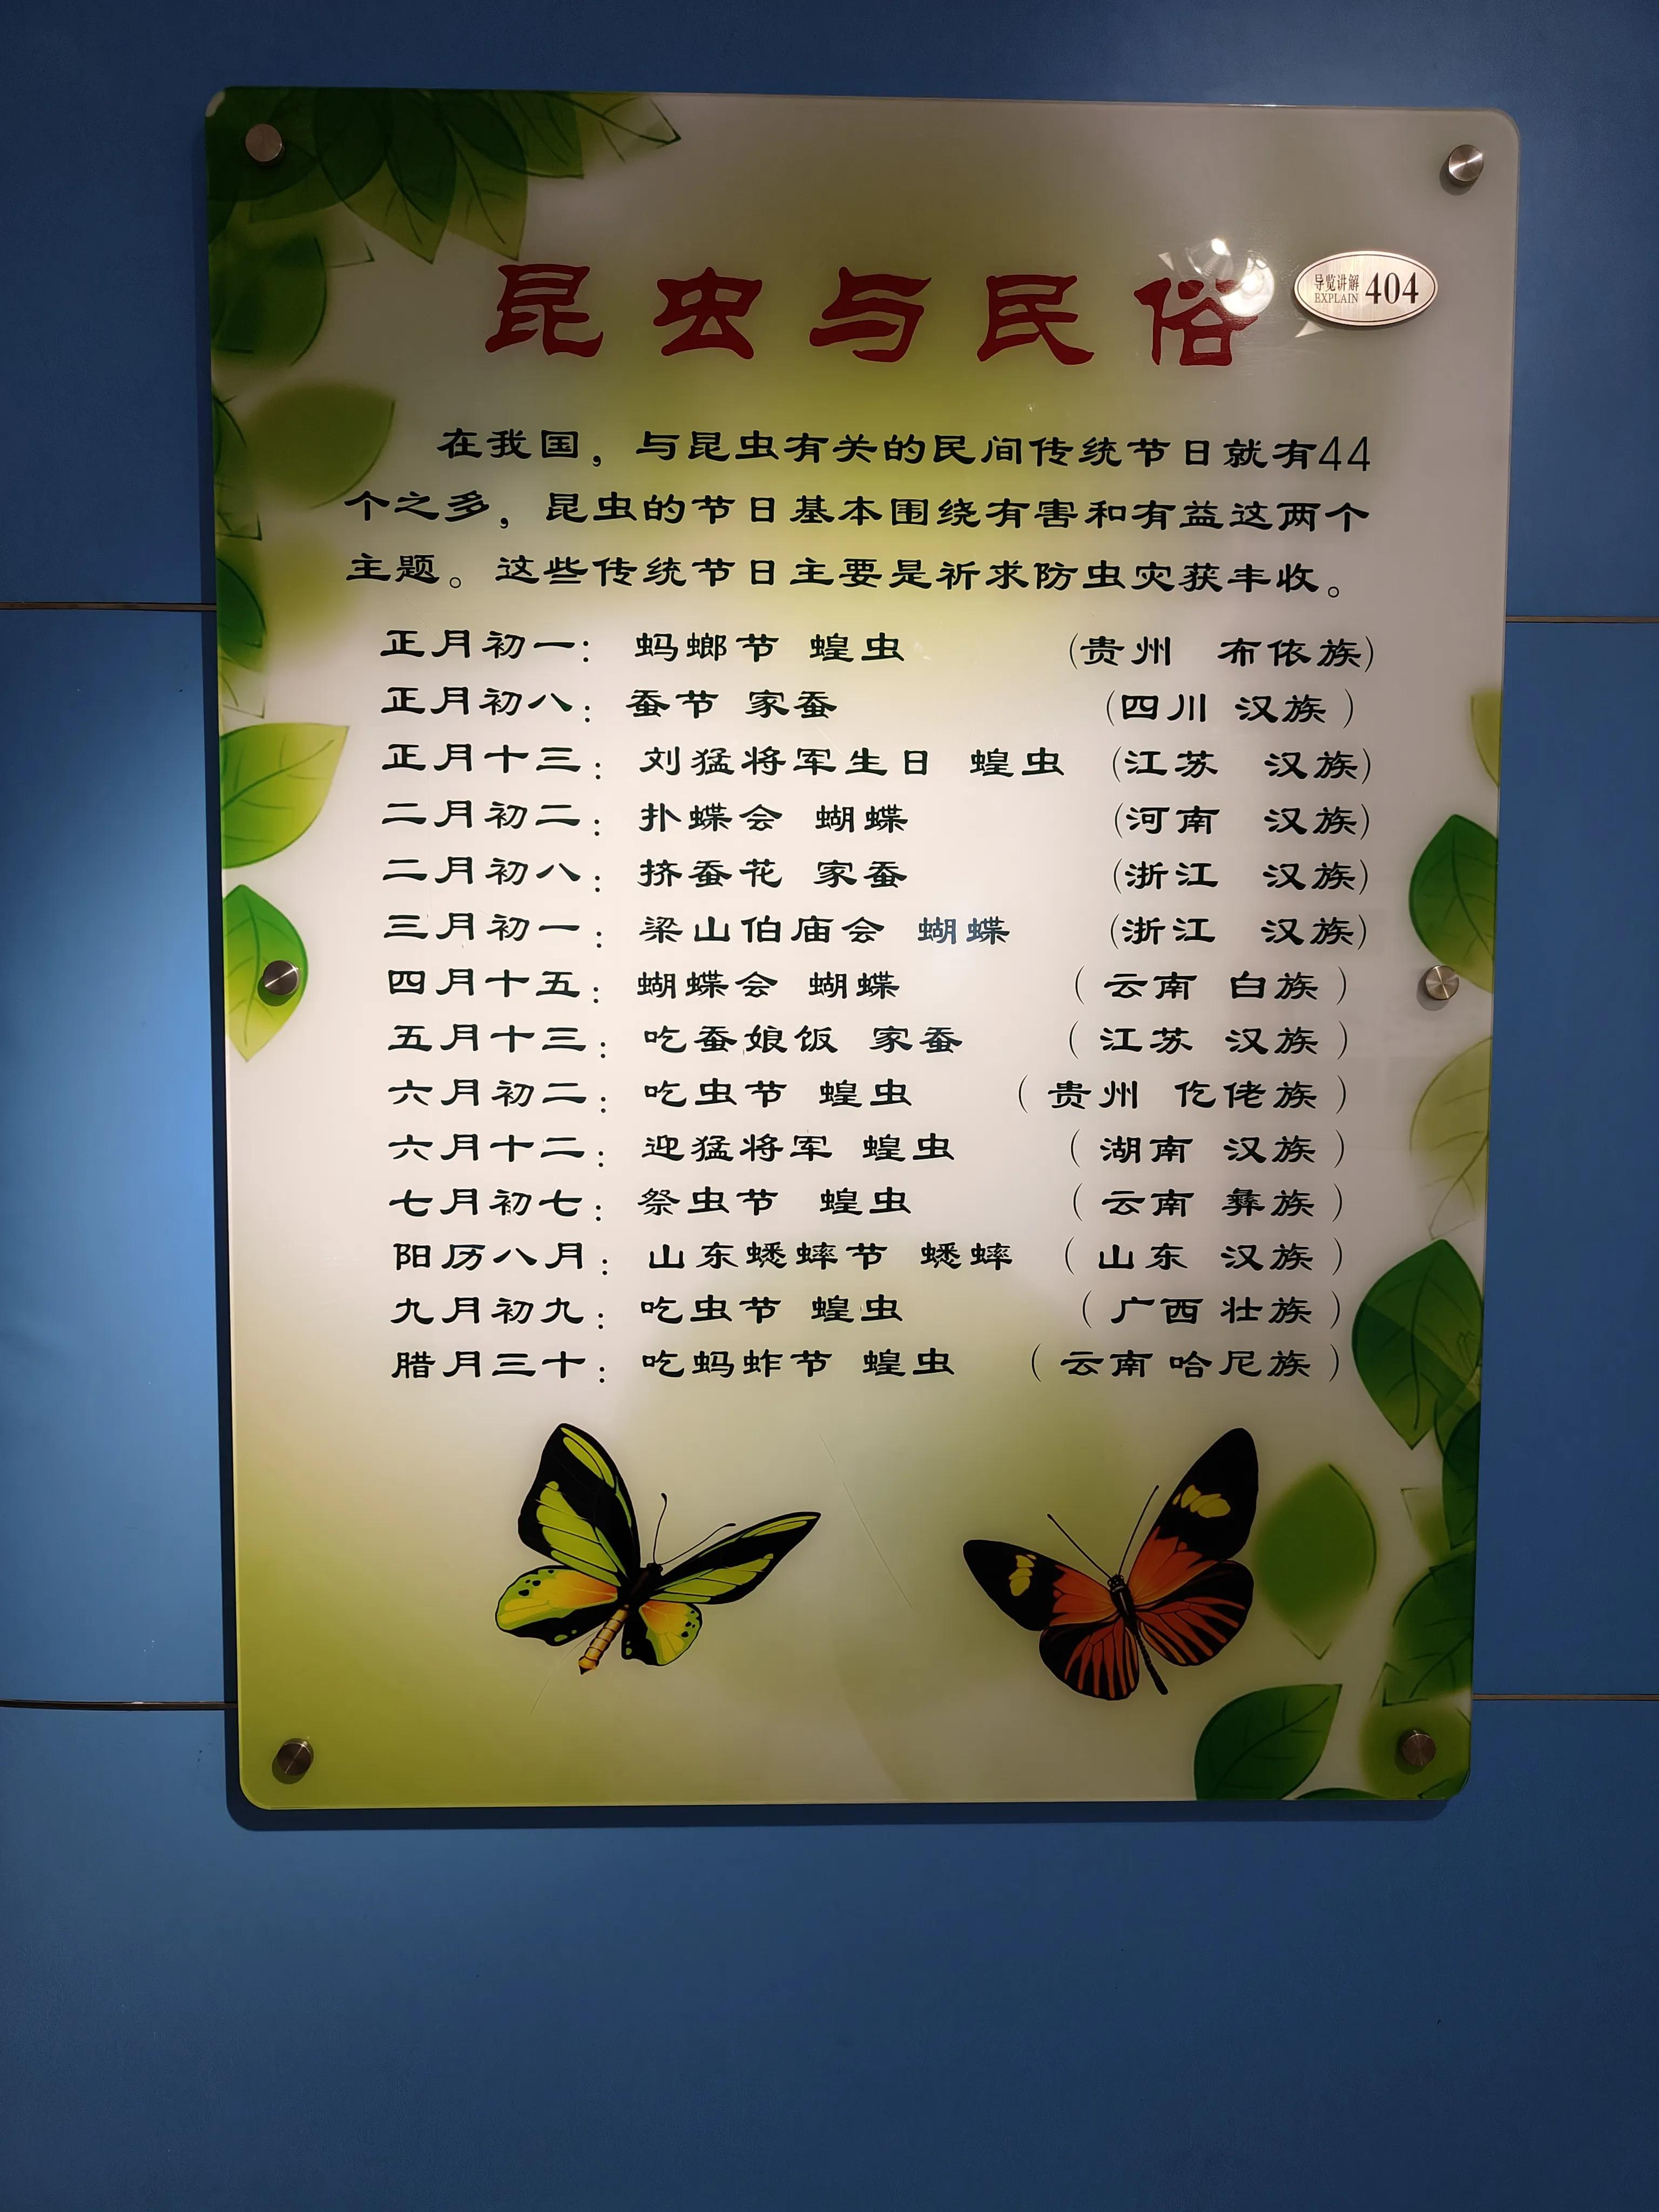 昆虫与民俗
导览讲解
EXPLAIN
404
在我国，与昆虫有关的民间传统节日就有44
个之多，昆虫的节日基本围绕有害和有益这两个
主题。这些传统节日主要是祈求防虫灾获丰收。
正月初一：蚂螂节 蝗虫 (贵州 布依族)
正月初八：蚕节 家蚕 (四川 汉族)
正月十三：刘猛将军生日 蝗虫 (江苏 汉族)
二月初二：扑蝶会 蝴蝶 (河南 汉族)
二月初八：挤蚕花 家蚕 (浙江 汉族)
三月初一：梁山伯庙会 蝴蝶 (浙江 汉族)
四月十五：蝴蝶会 蝴蝶 (云南 白族)
五月十三：吃蚕娘饭 家蚕 (江苏 汉族)
六月初二：吃虫节 蝗虫 (贵州 仡佬族)
六月十二：迎猛将军 蝗虫 (湖南 汉族)
七月初七：祭虫节 蝗虫 (云南 彝族)
阳历八月：山东蟋蟀节 蟋蟀 (山东 汉族)
九月初九：吃虫节 蝗虫 (广西 壮族)
腊月三十：吃蚂蚱节 蝗虫 (云南 哈尼族)